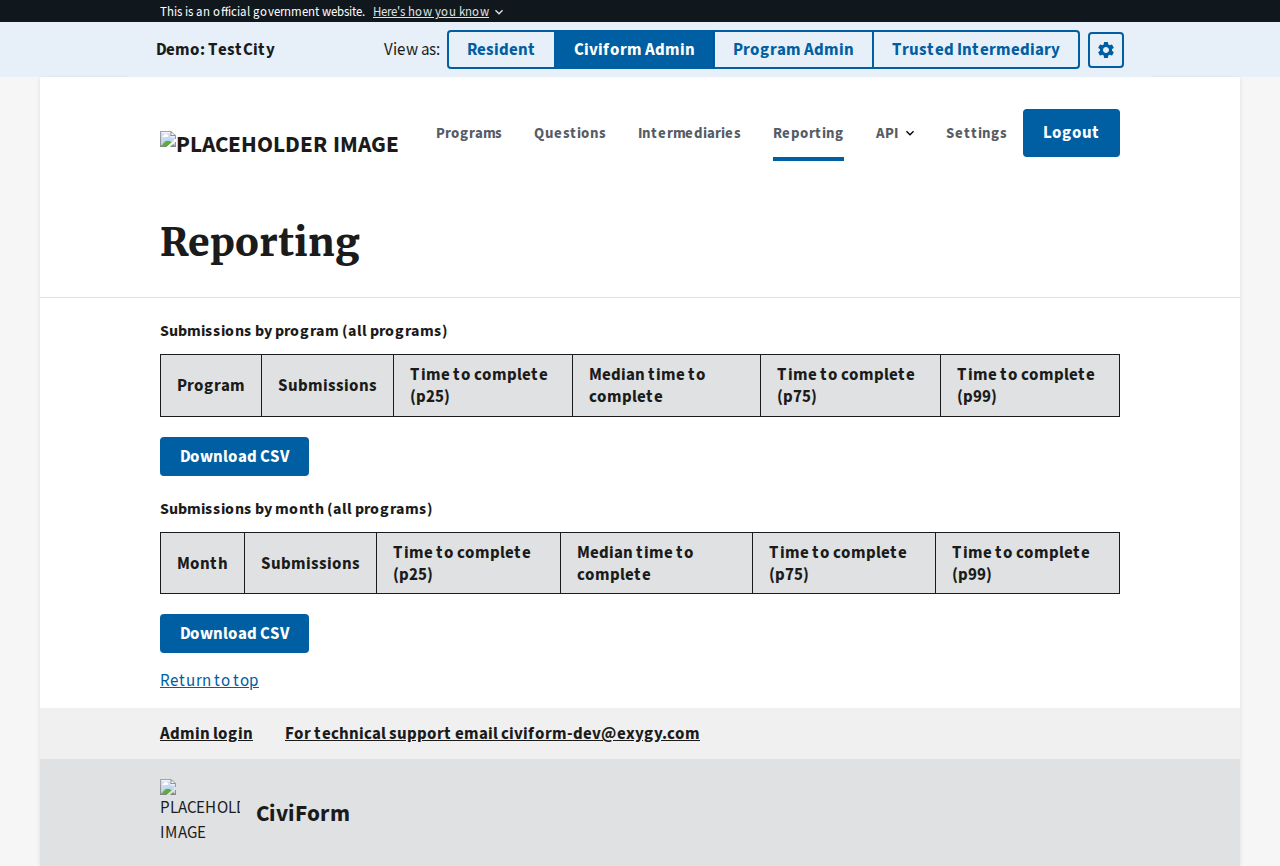 This is an official government website. Here's how you know
Demo: TestCity
View as: Resident Civiform Admin Program Admin Trusted Intermediary
PLACEHOLDER IMAGE
Programs Questions Intermediaries Reporting API Settings Logout
Reporting
Submissions by program (all programs)
Program Submissions Time to complete (p25) Median time to complete Time to complete (p75) Time to complete (p99)
Download CSV
Submissions by month (all programs)
Month Submissions Time to complete (p25) Median time to complete Time to complete (p75) Time to complete (p99)
Download CSV
Return to top
Admin login For technical support email civiform-dev@exygy.com
IMAGE
CiviForm